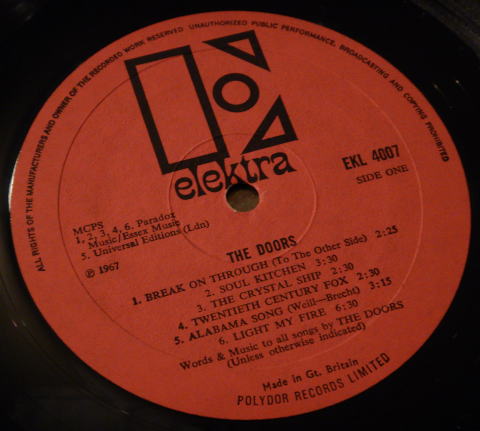 ALL RIGHTS OF THE MANUFACTURERS AND OWNER OF THE RECORDED WORK RESERVED UNAUTHORIZED PUBLIC PERFORMANCE, BROADCASTING AND COPYING PROHIBITED
elektra
EKL 4007
SIDE ONE
MCPS
1, 2, 3, 4, 6. Paradox
Music/Essex Music
5. Universal Editions (Ldn)
℗ 1967
THE DOORS
1. BREAK ON THROUGH (To The Other Side) 2:25
2. SOUL KITCHEN 3:30
3. THE CRYSTAL SHIP 2:30
4. TWENTIETH CENTURY FOX 2:30
5. ALABAMA SONG (Weill—Brecht) 3:15
6. LIGHT MY FIRE 6:30
Words & Music to all songs by THE DOORS
(Unless otherwise indicated)
Made in Gt. Britain
POLYDOR RECORDS LIMITED